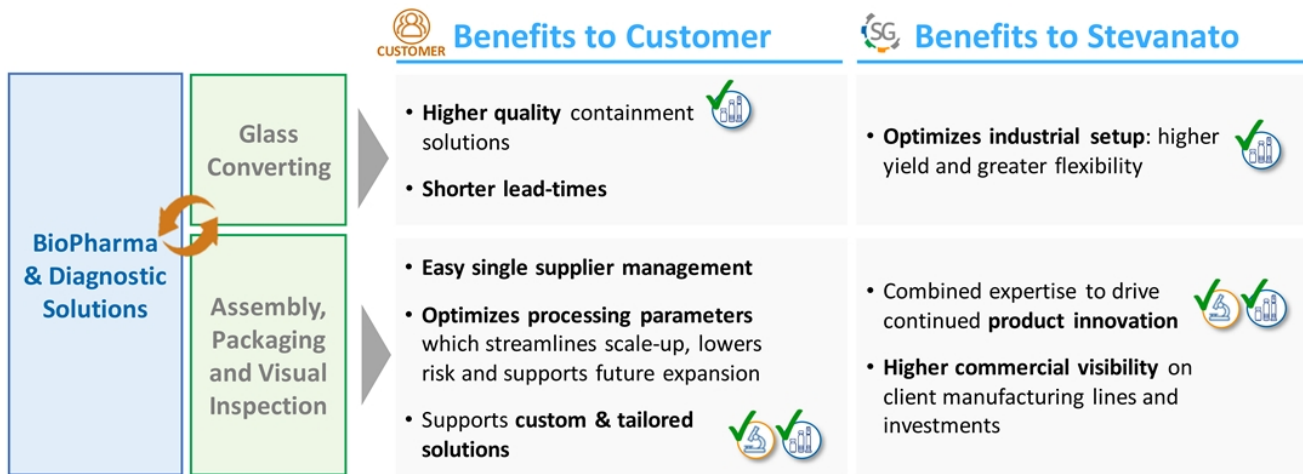 CUSTOMER
Benefits to Customer
SG
Benefits to Stevanato
BioPharma
& Diagnostic
Solutions
Glass
Converting
• Higher quality containment
solutions
• Shorter lead-times
• Optimizes industrial setup: higher
yield and greater flexibility
Assembly,
Packaging
and Visual
Inspection
• Easy single supplier management
• Optimizes processing parameters
which streamlines scale-up, lowers
risk and supports future expansion
• Supports custom & tailored
solutions
• Combined expertise to drive
continued product innovation
• Higher commercial visibility on
client manufacturing lines and
investments